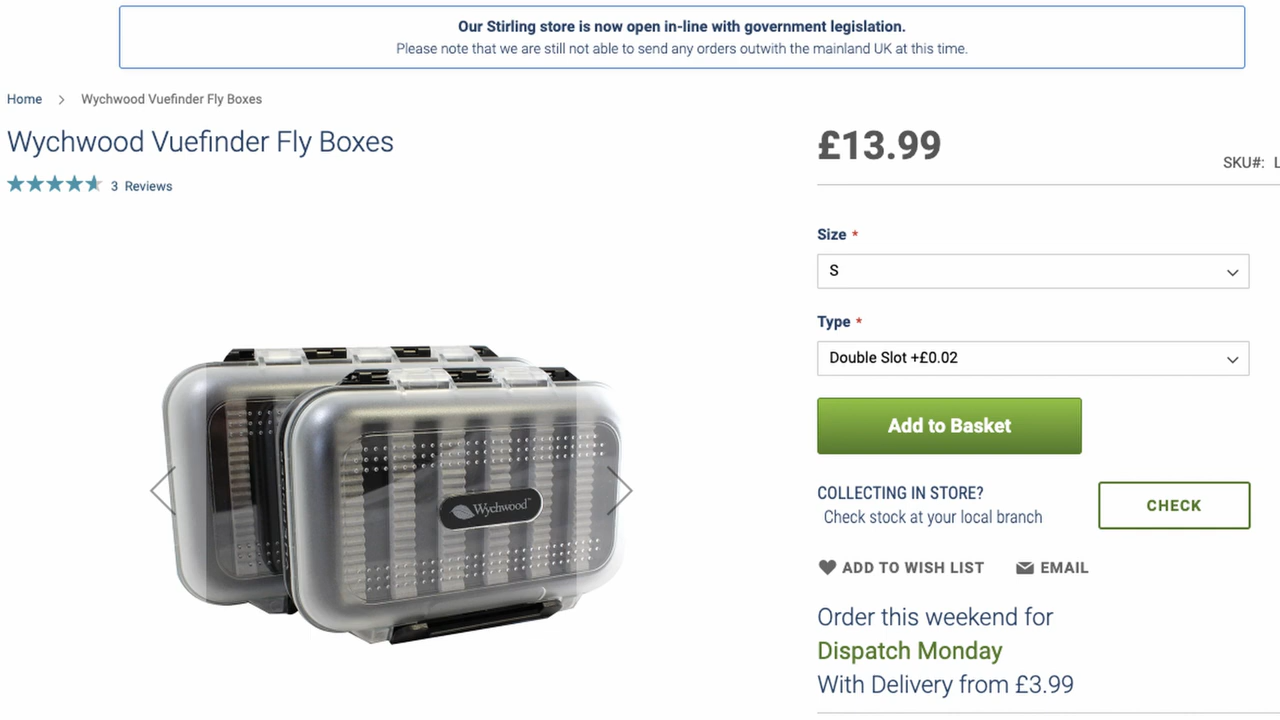 Our Stirling store is now open in-line with government legislation.
Please note that we are still not able to send any orders outwith the mainland UK at this time.
Home > Wychwood Vuefinder Fly Boxes
Wychwood Vuefinder Fly Boxes
3 Reviews
£13.99
SKU#: L
Size *
S
Type *
Double Slot +£0.02
Add to Basket
COLLECTING IN STORE?
Check stock at your local branch
CHECK
ADD TO WISH LIST
EMAIL
Order this weekend for
Dispatch Monday
With Delivery from £3.99
Wychwood